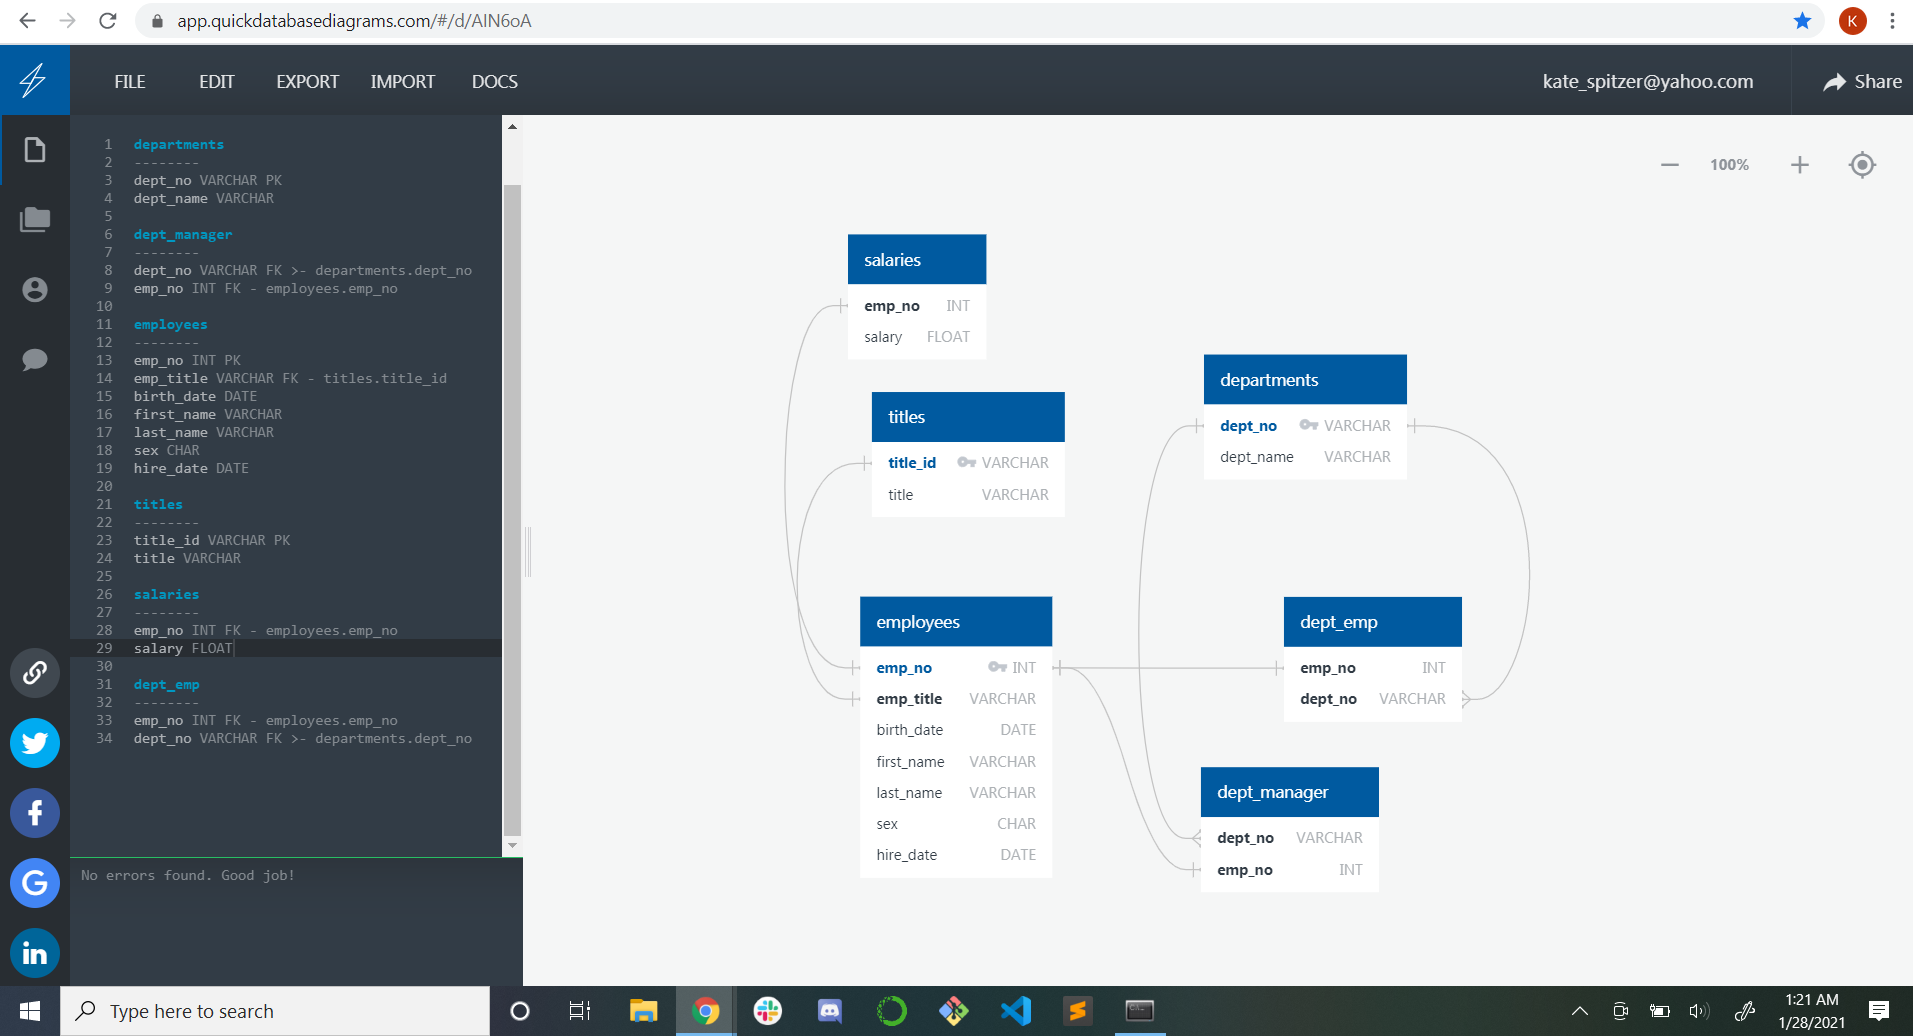 app.quickdatabasediagrams.com/#/d/AIN6oA
K
FILE EDIT EXPORT IMPORT DOCS
kate_spitzer@yahoo.com
Share
1 departments
2 --------
3 dept_no VARCHAR PK
4 dept_name VARCHAR
5
6 dept_manager
7 --------
8 dept_no VARCHAR FK >- departments.dept_no
9 emp_no INT FK - employees.emp_no
10
11 employees
12 --------
13 emp_no INT PK
14 emp_title VARCHAR FK - titles.title_id
15 birth_date DATE
16 first_name VARCHAR
17 last_name VARCHAR
18 sex CHAR
19 hire_date DATE
20
21 titles
22 --------
23 title_id VARCHAR PK
24 title VARCHAR
25
26 salaries
27 --------
28 emp_no INT FK - employees.emp_no
29 salary FLOAT
30
31 dept_emp
32 --------
33 emp_no INT FK - employees.emp_no
34 dept_no VARCHAR FK >- departments.dept_no
No errors found. Good job!
100%
salaries
emp_no INT
salary FLOAT
titles
title_id VARCHAR
title VARCHAR
departments
dept_no VARCHAR
dept_name VARCHAR
employees
emp_no INT
emp_title VARCHAR
birth_date DATE
first_name VARCHAR
last_name VARCHAR
sex CHAR
hire_date DATE
dept_emp
emp_no INT
dept_no VARCHAR
dept_manager
dept_no VARCHAR
emp_no INT
f
G
in
Type here to search
1:21 AM
1/28/2021